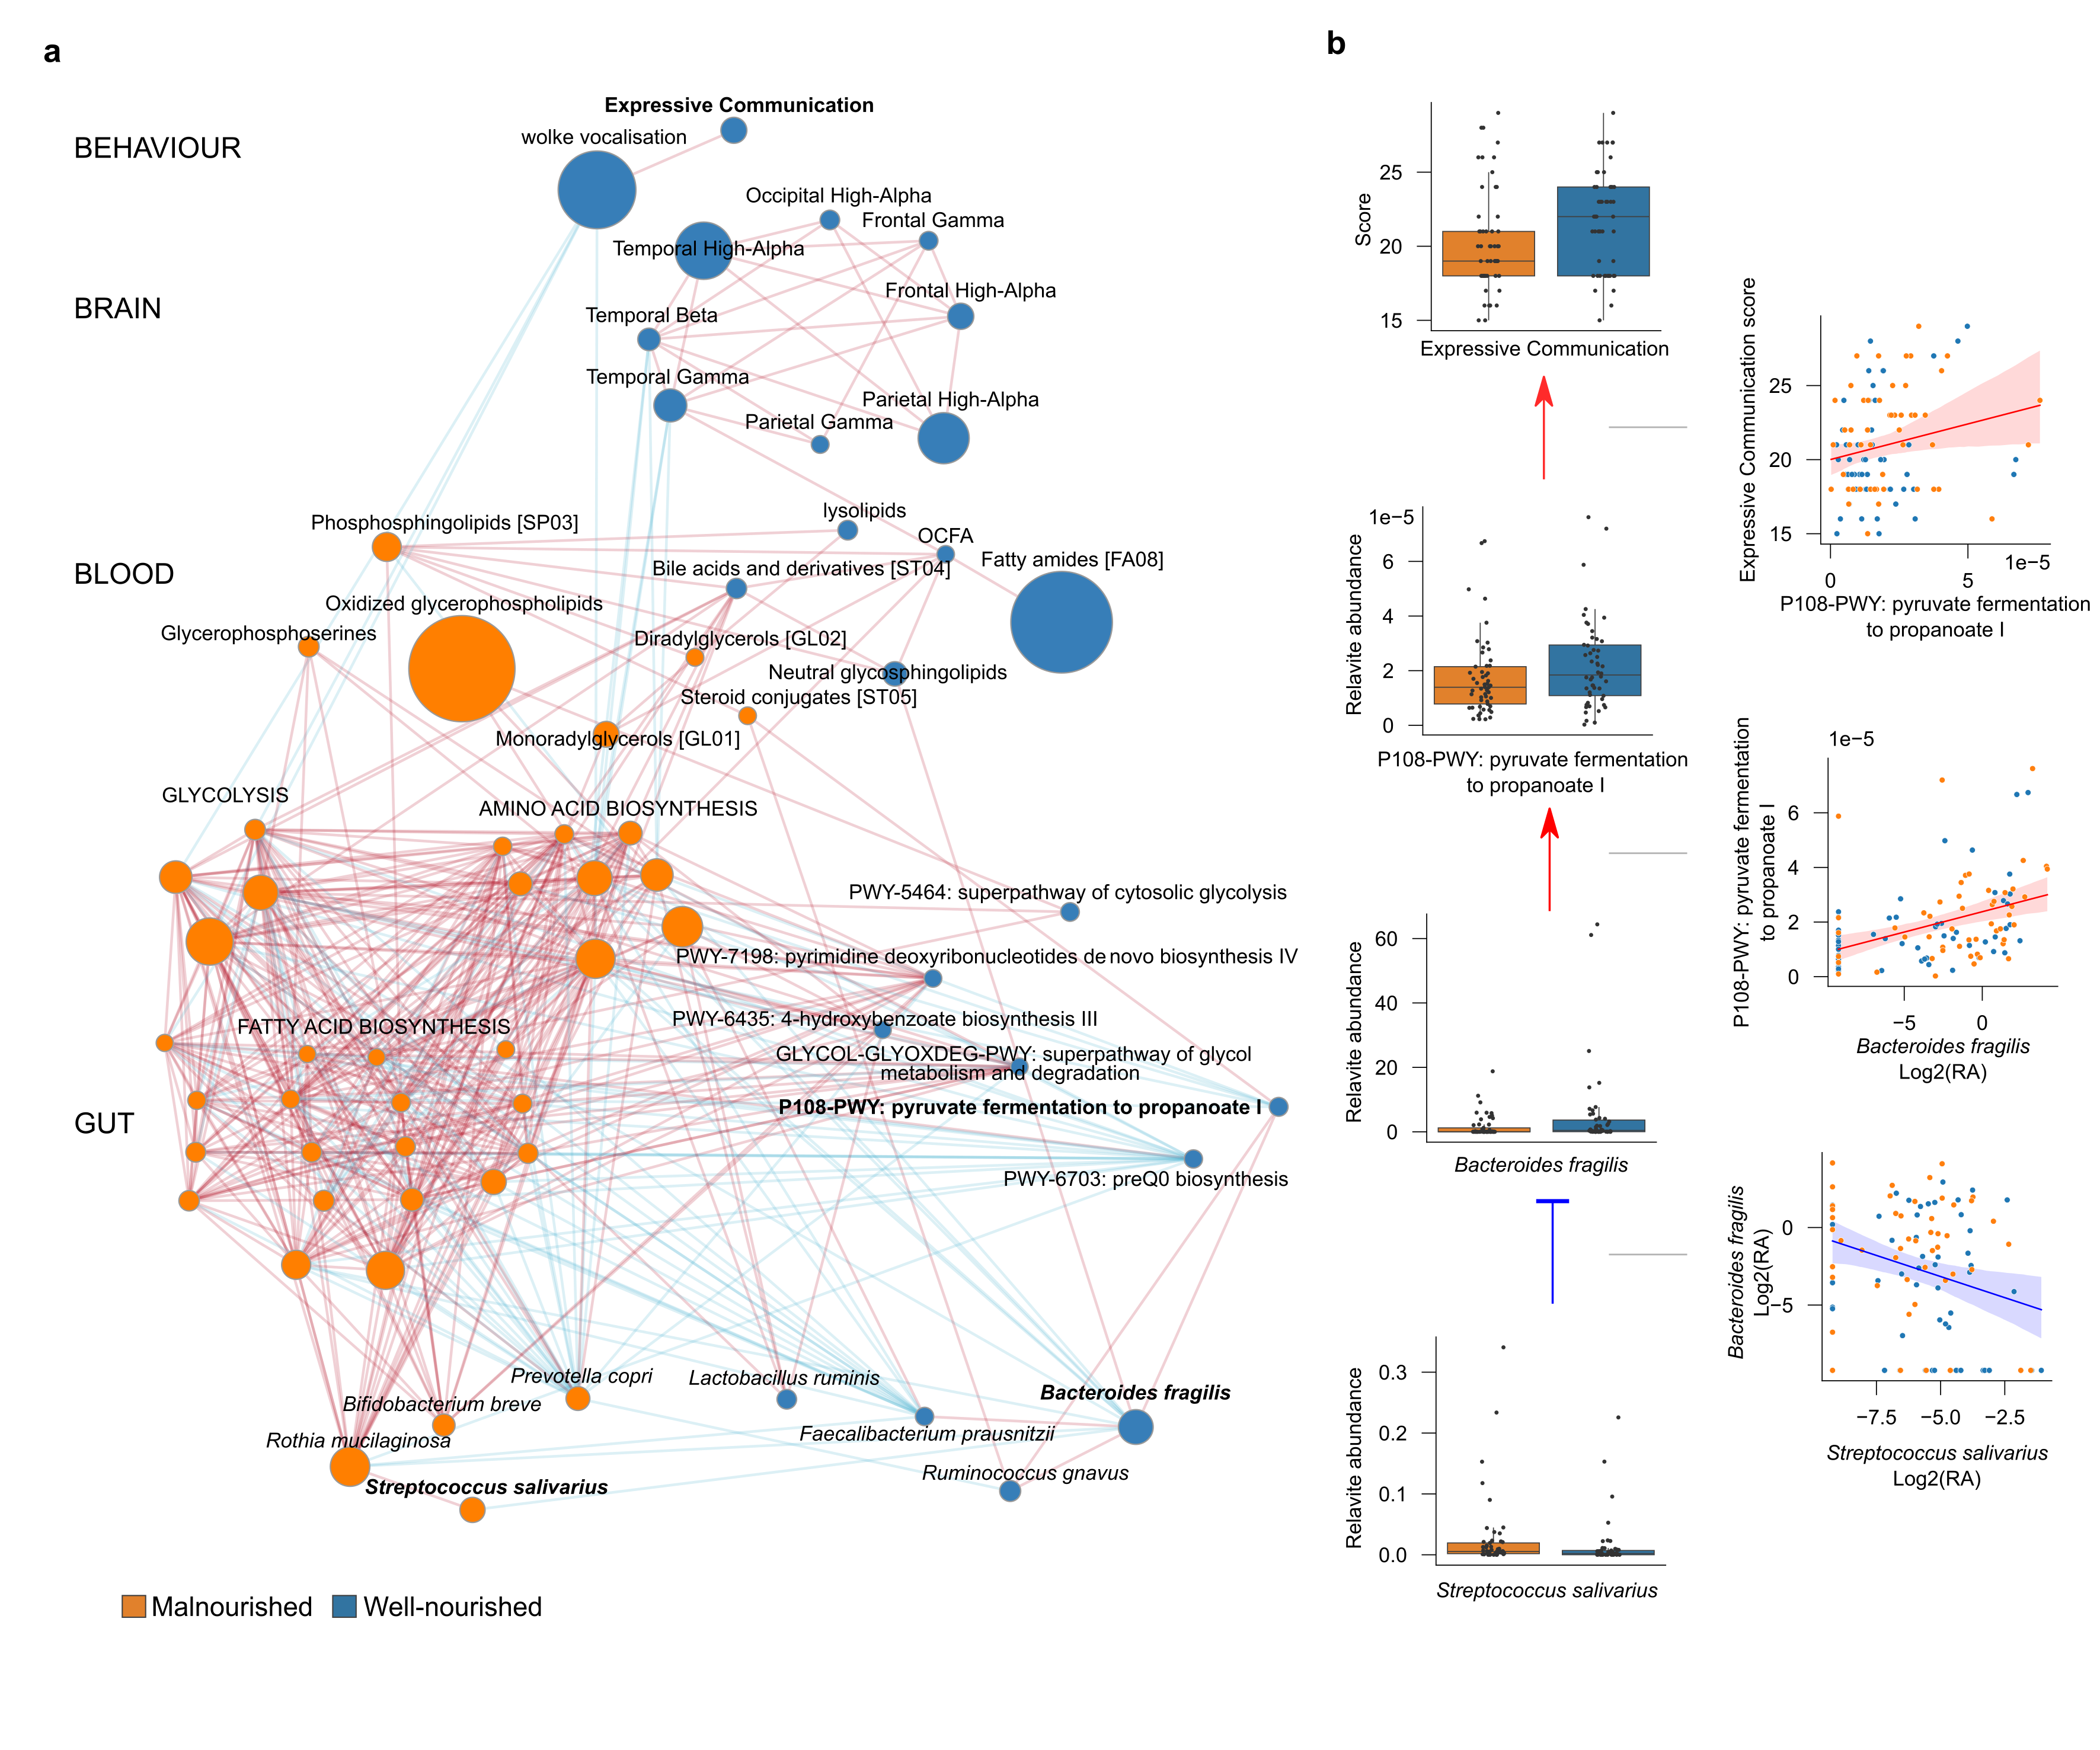 a
Expressive Communication
wolke vocalisation
BEHAVIOUR
Occipital High-Alpha
Frontal Gamma
Temporal High-Alpha
Frontal High-Alpha
BRAIN
Temporal Beta
Temporal Gamma
Parietal High-Alpha
Parietal Gamma
lysolipids
Phosphosphingolipids [SP03]
OCFA
Fatty amides [FA08]
BLOOD
Bile acids and derivatives [ST04]
Oxidized glycerophospholipids
Glycerophosphoserines
Diradylglycerols [GL02]
Neutral glycosphingolipids
Steroid conjugates [ST05]
Monoradylglycerols [GL01]
GLYCOLYSIS
AMINO ACID BIOSYNTHESIS
PWY-5464: superpathway of cytosolic glycolysis
PWY-7198: pyrimidine deoxyribonucleotides de novo biosynthesis IV
PWY-6435: 4-hydroxybenzoate biosynthesis III
FATTY ACID BIOSYNTHESIS
GLYCOL-GLYOXDEG-PWY: superpathway of glycol
metabolism and degradation
P108-PWY: pyruvate fermentation to propanoate I
GUT
PWY-6703: preQ0 biosynthesis
Prevotella copri
Lactobacillus ruminis
Bacteroides fragilis
Bifidobacterium breve
Faecalibacterium prausnitzii
Rothia mucilaginosa
Ruminococcus gnavus
Streptococcus salivarius
Malnourished
Well-nourished
b
Score
25
20
15
Expressive Communication
Relavite abundance
1e−5
6
4
2
0
P108-PWY: pyruvate fermentation
to propanoate I
Relavite abundance
60
40
20
0
Bacteroides fragilis
Relavite abundance
0.3
0.2
0.1
0.0
Streptococcus salivarius
Expressive Communication score
25
20
15
0
5
1e−5
P108-PWY: pyruvate fermentation
to propanoate I
P108-PWY: pyruvate fermentation
to propanoate I
1e−5
6
4
2
0
−5
0
Bacteroides fragilis
Log2(RA)
Bacteroides fragilis
Log2(RA)
0
−5
−7.5
−5.0
−2.5
Streptococcus salivarius
Log2(RA)